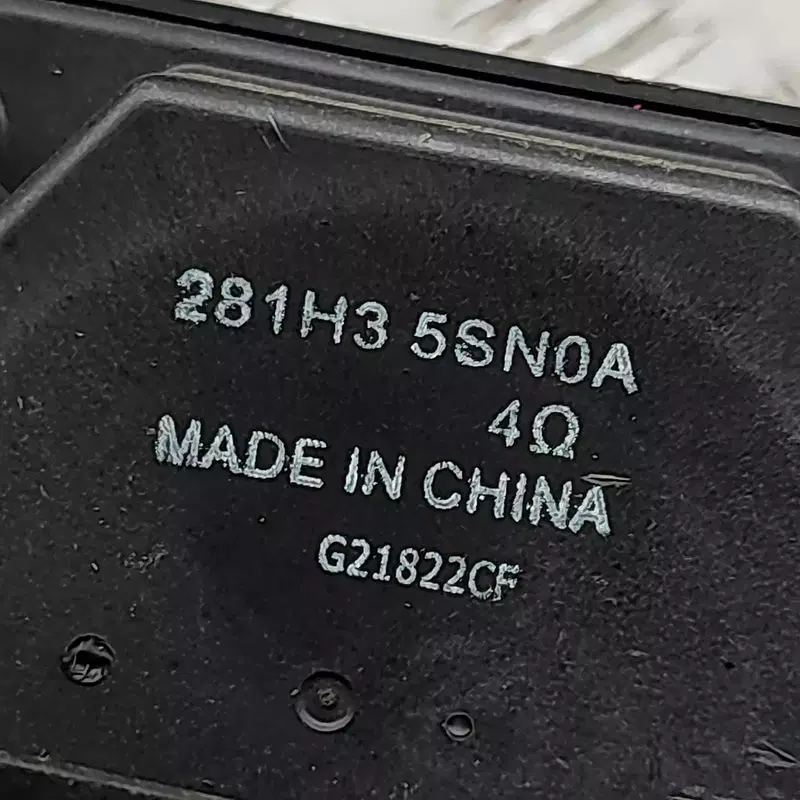 281H3 5SN0A
4Ω
MADE IN CHINA
G21822CF